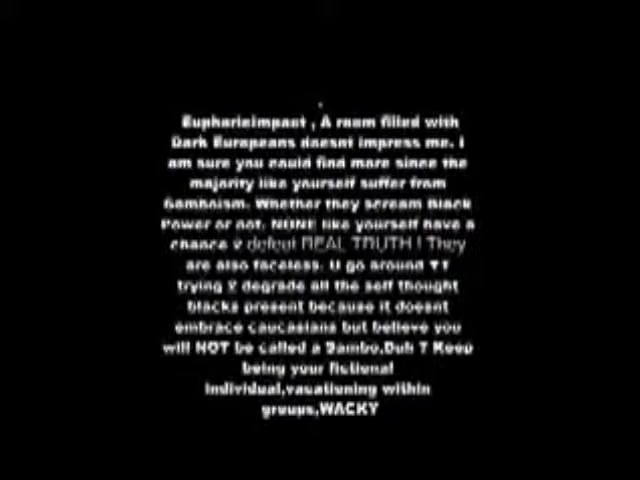 Euphoricimpact , A room filled with
Dark Europeans doesnt impress me. I
am sure you could find more since the
majority like yourself suffer from
Samboism. Whether they scream Black
Power or not. NONE like yourself have a
chance 2 defeat REAL TRUTH ! They
are also faceless. U go around YT
trying 2 degrade all the self thought
blacks present because it doesnt
embrace caucasians but believe you
will NOT be called a Sambo,Duh ? Keep
being your fictional
individual,vacationing within
groups,WACKY